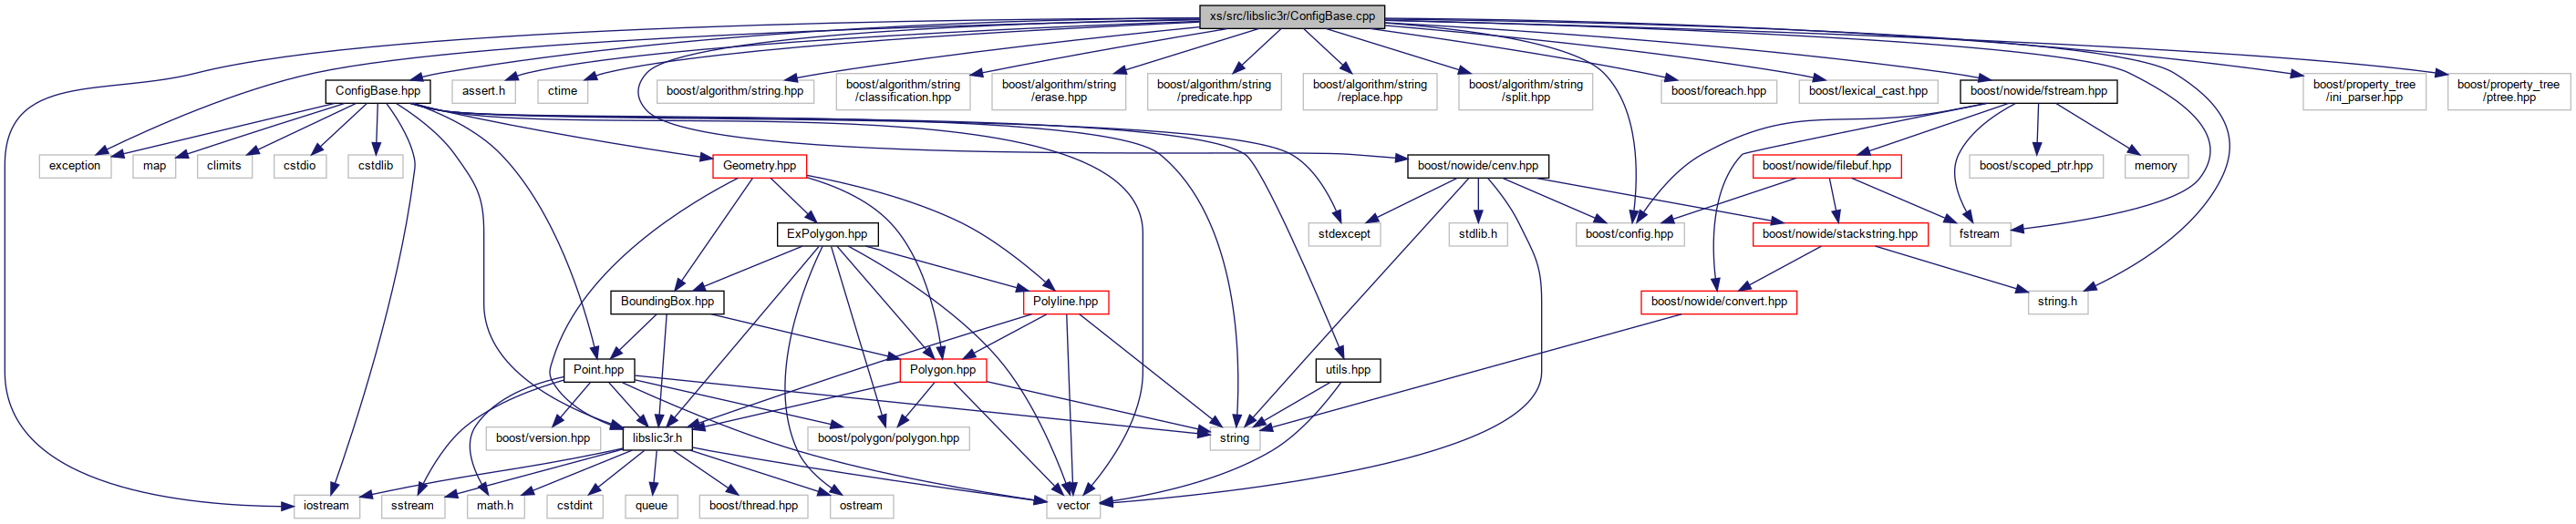 xs/src/libslic3r/ConfigBase.cpp
ConfigBase.hpp
assert.h
ctime
boost/algorithm/string.hpp
boost/algorithm/string
/classification.hpp
boost/algorithm/string
/erase.hpp
boost/algorithm/string
/predicate.hpp
boost/algorithm/string
/replace.hpp
boost/algorithm/string
/split.hpp
boost/foreach.hpp
boost/lexical_cast.hpp
boost/nowide/fstream.hpp
boost/property_tree
/ini_parser.hpp
boost/property_tree
/ptree.hpp
exception
map
climits
cstdio
cstdlib
Geometry.hpp
boost/nowide/cenv.hpp
boost/nowide/filebuf.hpp
boost/scoped_ptr.hpp
memory
ExPolygon.hpp
stdexcept
stdlib.h
boost/config.hpp
boost/nowide/stackstring.hpp
fstream
BoundingBox.hpp
Polyline.hpp
boost/nowide/convert.hpp
string.h
Point.hpp
Polygon.hpp
utils.hpp
boost/version.hpp
libslic3r.h
boost/polygon/polygon.hpp
string
iostream
sstream
math.h
cstdint
queue
boost/thread.hpp
ostream
vector